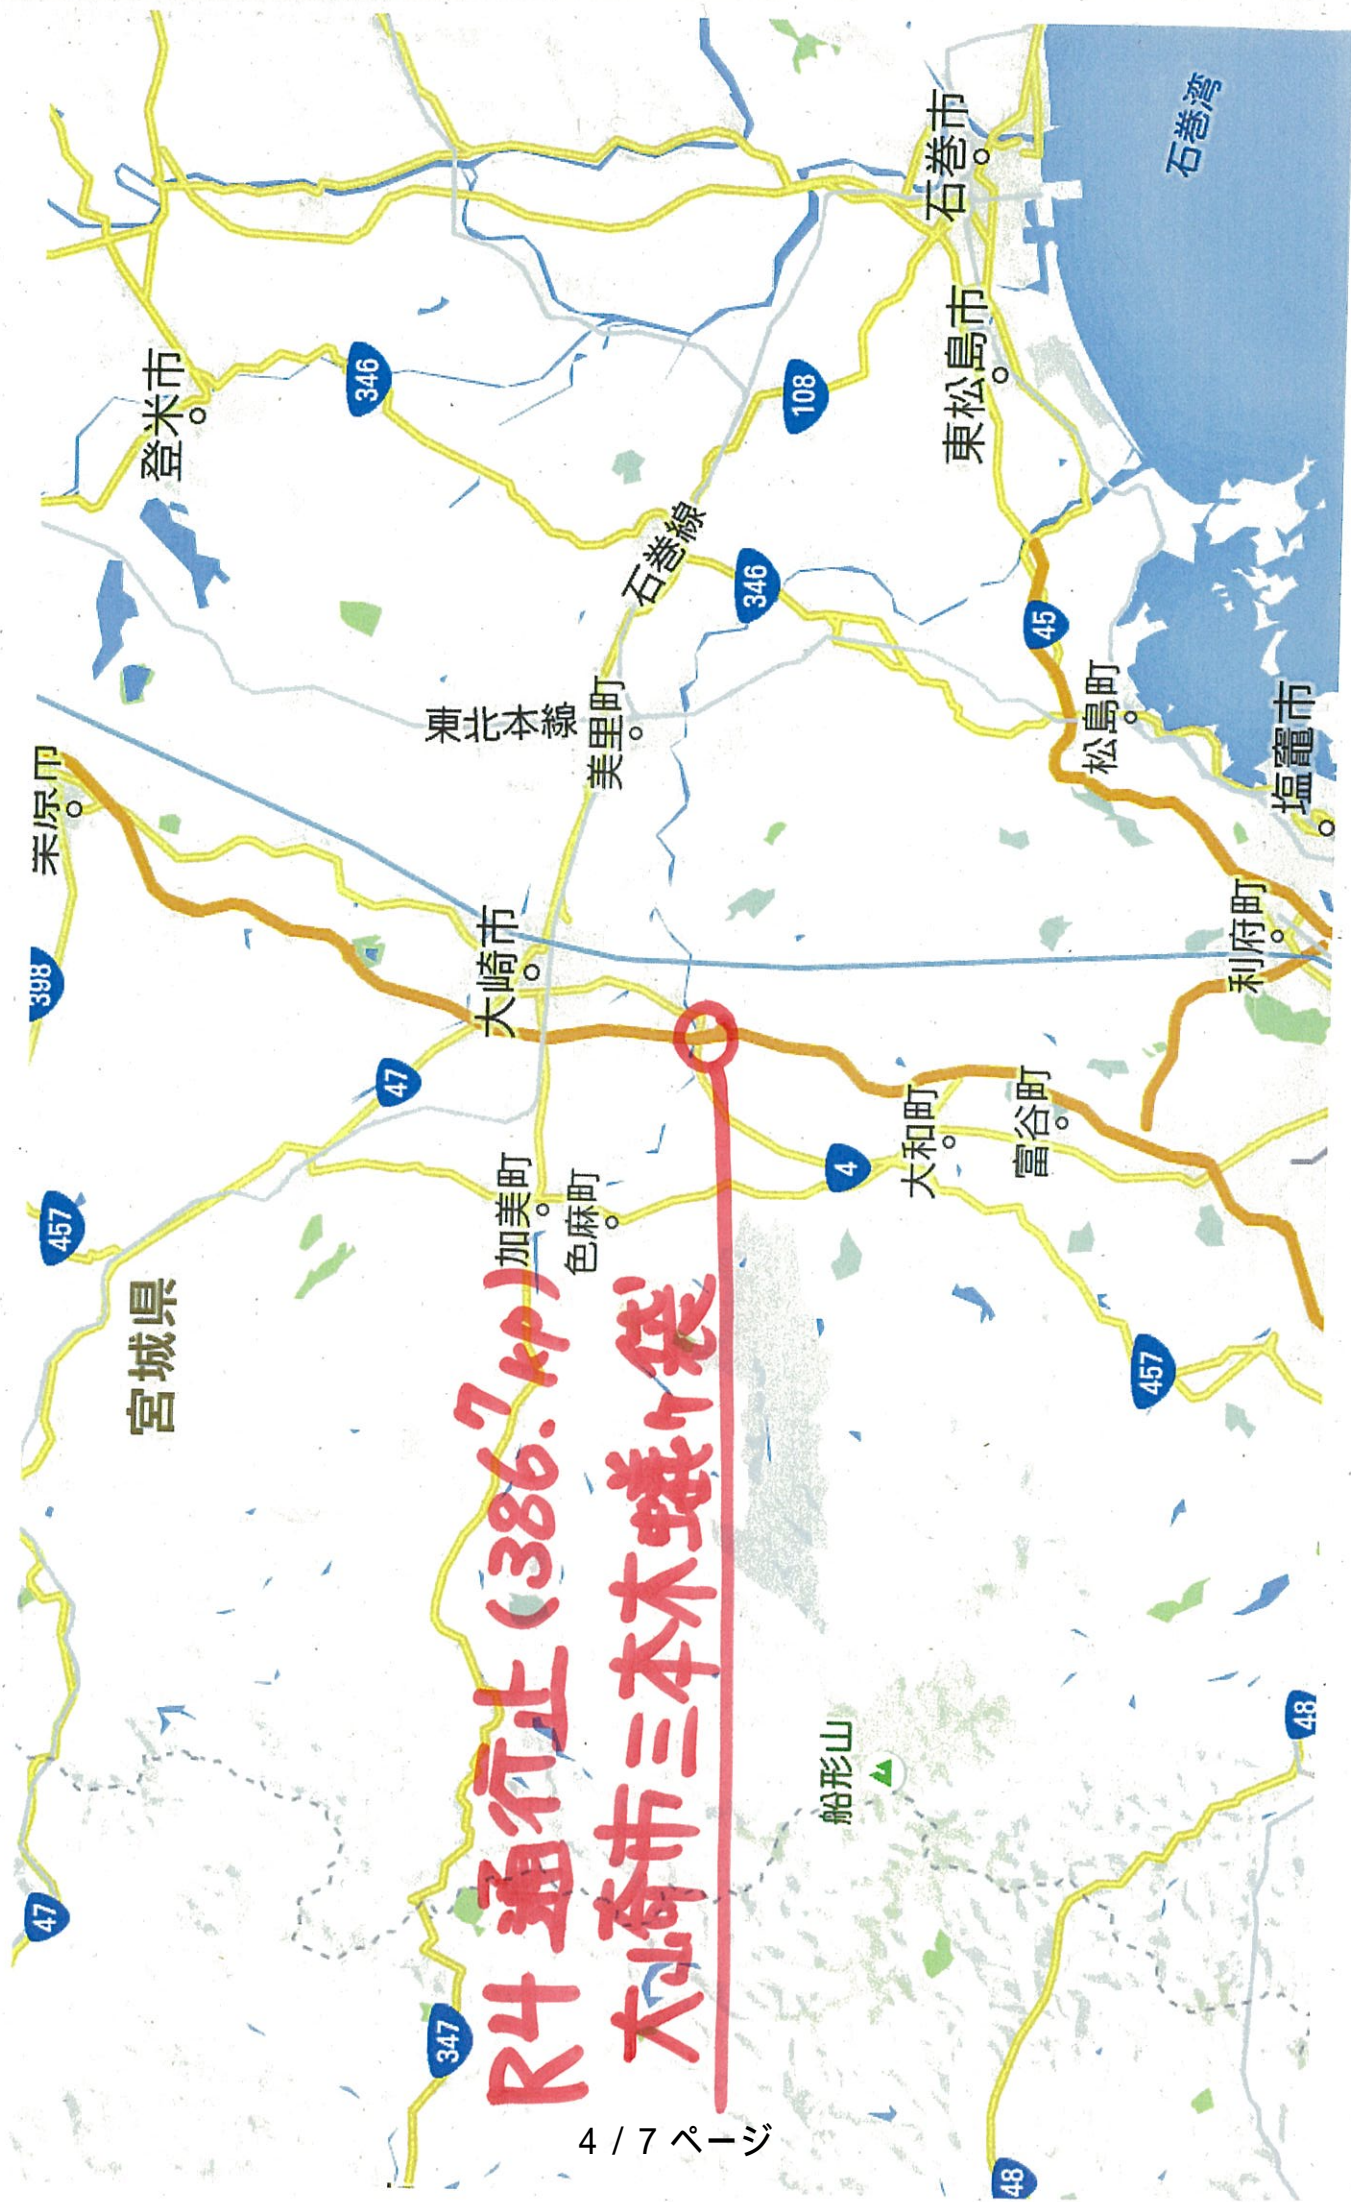 R4 通行止(386.7kp)
大崎市三本木蟻ケ袋
栗原市
398
457
47
宮城県
47
登米市
346
東北本線
大崎市
美里町
石巻線
加美町
色麻町
347
108
346
石巻市
東松島市
石巻湾
45
松島町
塩竈市
利府町
4
大和町
富谷町
457
船形山
48
48
4 / 7 ページ